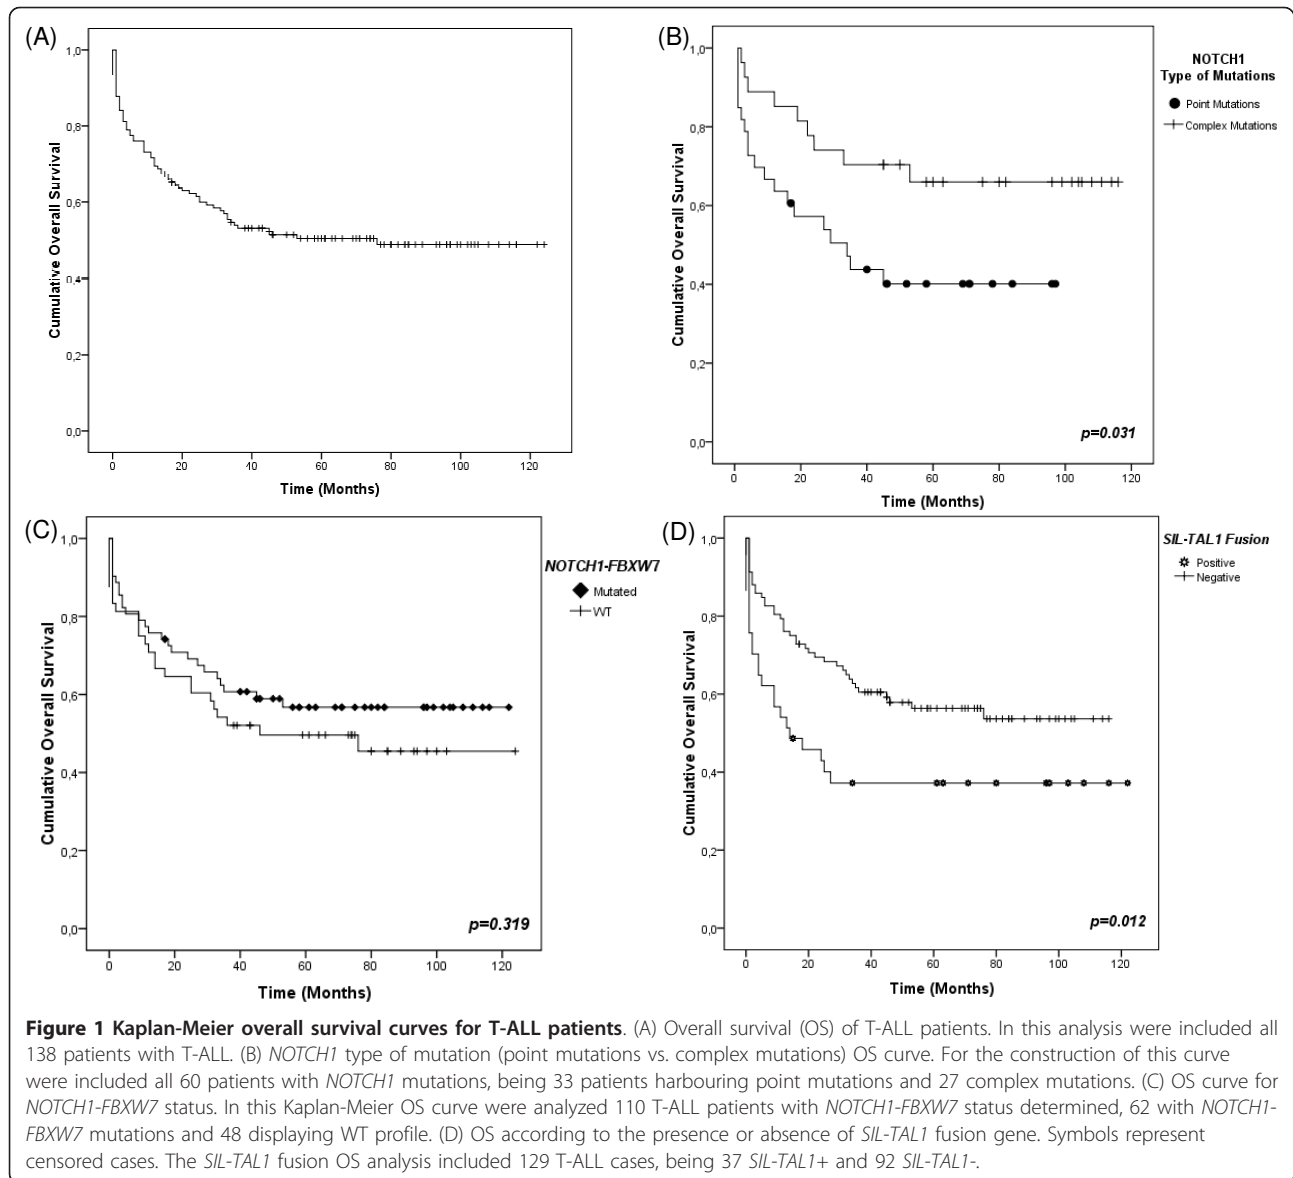 (A)
1,0
0,8
0,6
0,4
0,2
0,0
Cumulative Overall Survival
0 20 40 60 80 100 120
Time (Months)
(B)
1,0
0,8
0,6
0,4
0,2
0,0
Cumulative Overall Survival
0 20 40 60 80 100 120
Time (Months)
NOTCH1
Type of Mutations
Point Mutations
Complex Mutations
p=0.031
(C)
1,0
0,8
0,6
0,4
0,2
0,0
Cumulative Overall Survival
0 20 40 60 80 100 120
Time (Months)
NOTCH1-FBXW7
Mutated
WT
p=0.319
(D)
1,0
0,8
0,6
0,4
0,2
0,0
Cumulative Overall Survival
0 20 40 60 80 100 120
Time (Months)
SIL-TAL1 Fusion
Positive
Negative
p=0.012
Figure 1 Kaplan-Meier overall survival curves for T-ALL patients. (A) Overall survival (OS) of T-ALL patients. In this analysis were included all
138 patients with T-ALL. (B) NOTCH1 type of mutation (point mutations vs. complex mutations) OS curve. For the construction of this curve
were included all 60 patients with NOTCH1 mutations, being 33 patients harbouring point mutations and 27 complex mutations. (C) OS curve for
NOTCH1-FBXW7 status. In this Kaplan-Meier OS curve were analyzed 110 T-ALL patients with NOTCH1-FBXW7 status determined, 62 with NOTCH1-
FBXW7 mutations and 48 displaying WT profile. (D) OS according to the presence or absence of SIL-TAL1 fusion gene. Symbols represent
censored cases. The SIL-TAL1 fusion OS analysis included 129 T-ALL cases, being 37 SIL-TAL1+ and 92 SIL-TAL1-.